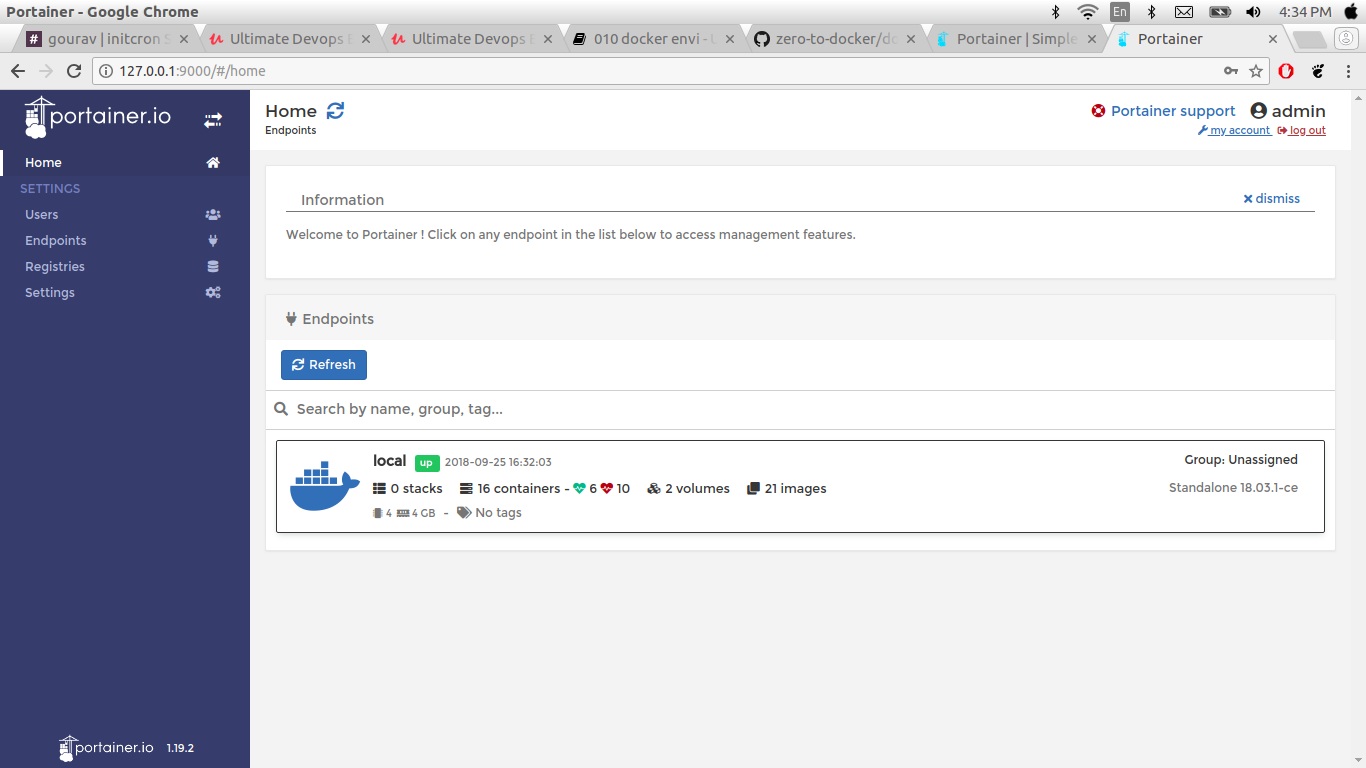 Portainer - Google Chrome
En
4:34 PM
# gourav | initcron S
Ultimate Devops
Ultimate Devops
010 docker envi - U
zero-to-docker/do
Portainer | Simple
Portainer
127.0.0.1:9000/#/home
portainer.io
Home
SETTINGS
Users
Endpoints
Registries
Settings
portainer.io 1.19.2
Home
Endpoints
Portainer support
admin
my account
log out
Information
dismiss
Welcome to Portainer ! Click on any endpoint in the list below to access management features.
Endpoints
Refresh
Search by name, group, tag...
local up 2018-09-25 16:32:03
Group: Unassigned
0 stacks 16 containers - 6 10 2 volumes 21 images
Standalone 18.03.1-ce
4 4 GB - No tags